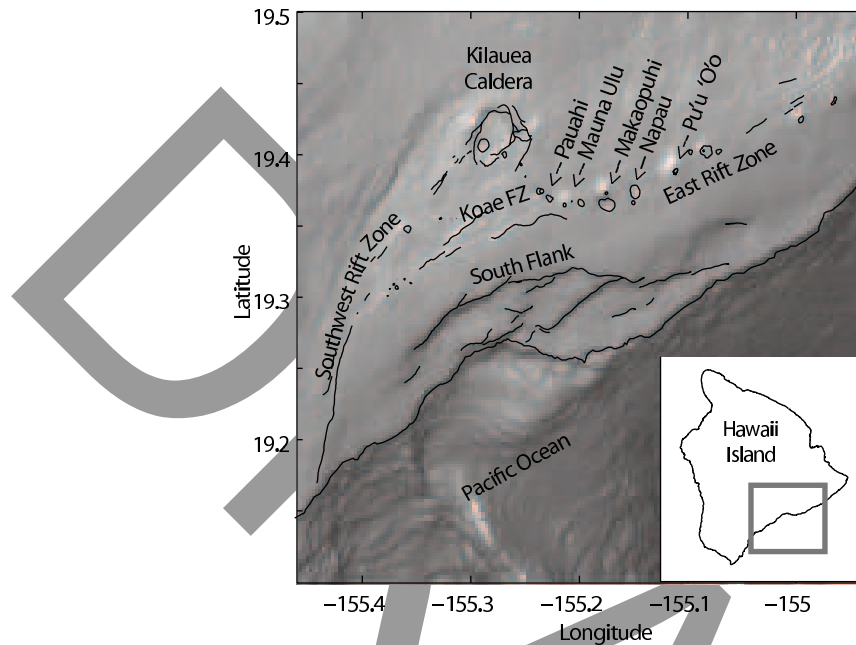 19.5
19.4
19.3
19.2
Latitude
Kilauea
Caldera
Pauahi
Mauna Ulu
Makaopuhi
Napau
Pu'u 'O'o
East Rift Zone
Koae FZ
Southwest Rift Zone
South Flank
Pacific Ocean
Hawaii
Island
−155.4
−155.3
−155.2
−155.1
−155
Longitude